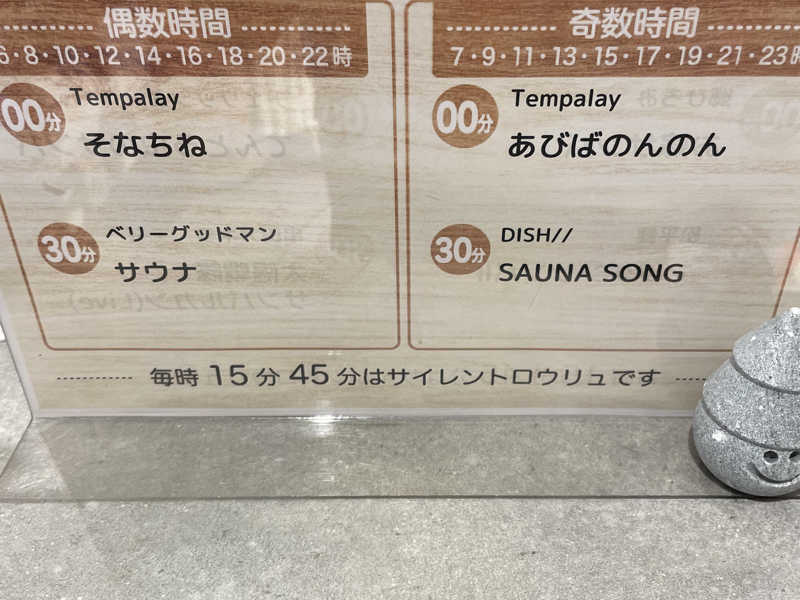 偶数時間
6・8・10・12・14・16・18・20・22時
00分 Tempalay
そなちね
30分 ベリーグッドマン
サウナ
奇数時間
7・9・11・13・15・17・19・21・23時
00分 Tempalay
あびばのんのん
30分 DISH//
SAUNA SONG
毎時 15分 45分はサイレントロウリュです